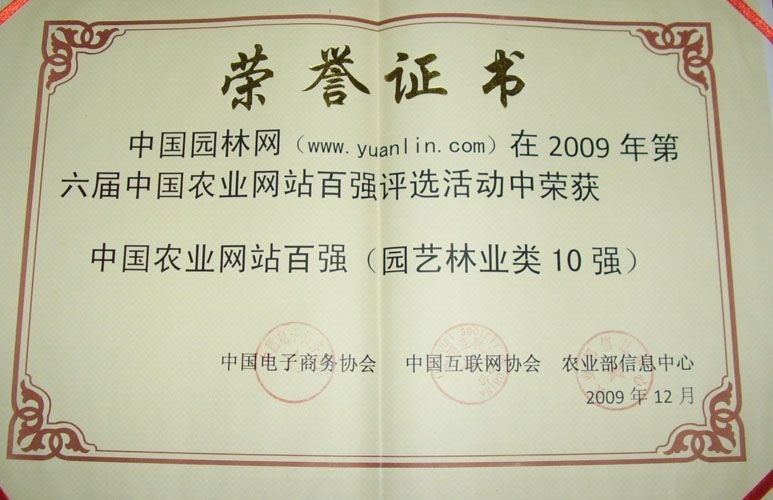 荣誉证书
中国园林网（www.yuanlin.com）在2009年第
六届中国农业网站百强评选活动中荣获
中国农业网站百强（园艺林业类10强）
中国电子商务协会 中国互联网协会 农业部信息中心
2009年12月